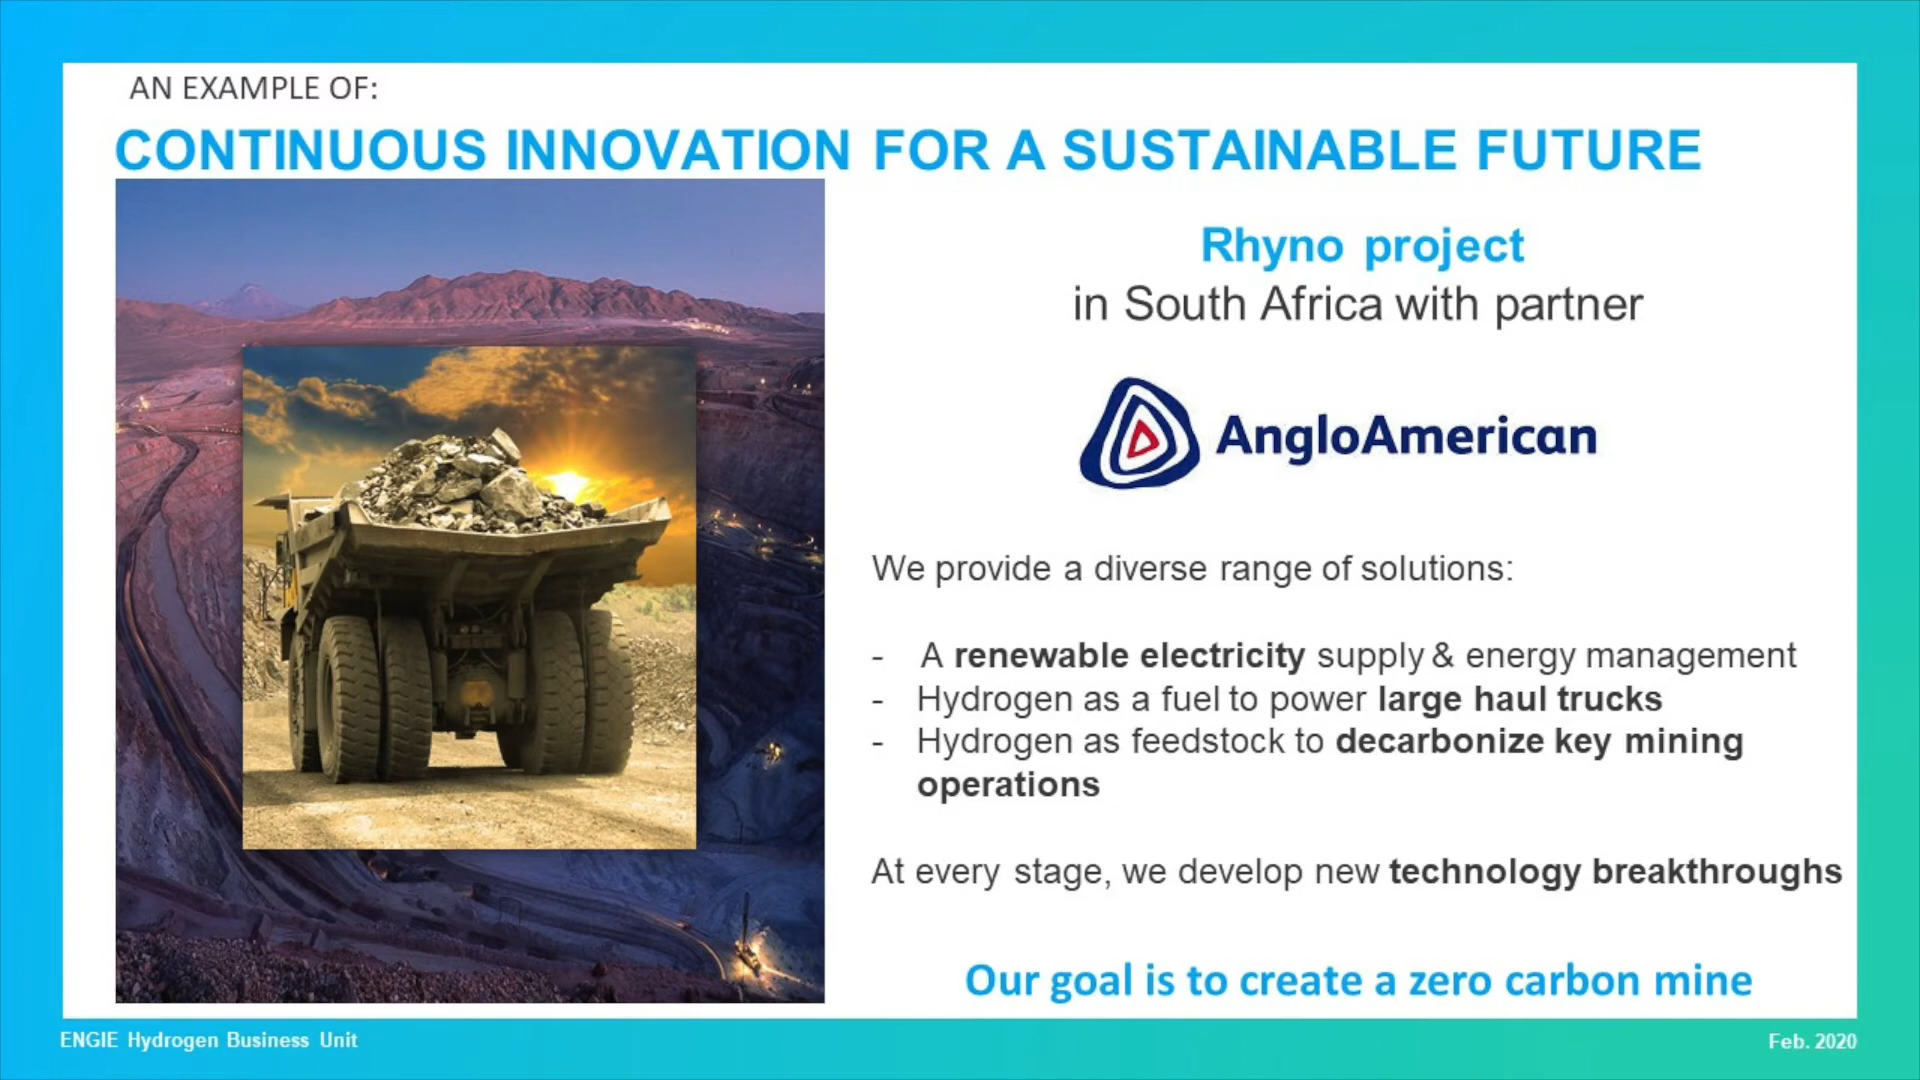 AN EXAMPLE OF:
CONTINUOUS INNOVATION FOR A SUSTAINABLE FUTURE
Rhyno project
in South Africa with partner
AngloAmerican
We provide a diverse range of solutions:
- A renewable electricity supply & energy management
- Hydrogen as a fuel to power large haul trucks
- Hydrogen as feedstock to decarbonize key mining
operations
At every stage, we develop new technology breakthroughs
Our goal is to create a zero carbon mine
ENGIE Hydrogen Business Unit
Feb. 2020